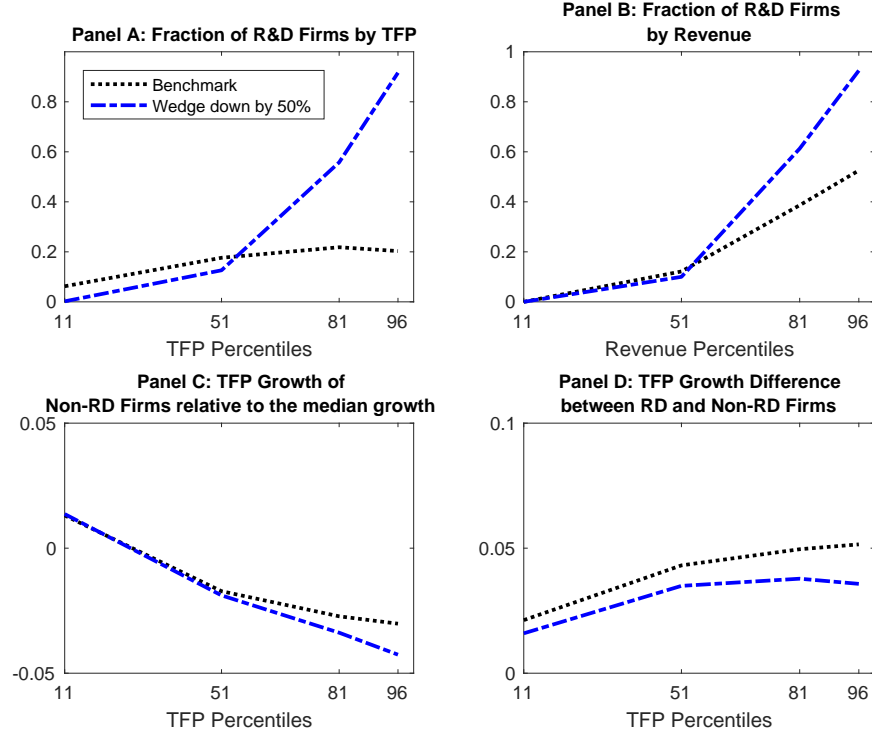 Panel A: Fraction of R&D Firms by TFP
0.8
0.6
0.4
0.2
0
Benchmark
Wedge down by 50%
11 51 81 96
TFP Percentiles
Panel B: Fraction of R&D Firms
by Revenue
1
0.8
0.6
0.4
0.2
0
11 51 81 96
Revenue Percentiles
Panel C: TFP Growth of
Non-RD Firms relative to the median growth
0.05
0
-0.05
11 51 81 96
TFP Percentiles
Panel D: TFP Growth Difference
between RD and Non-RD Firms
0.1
0.05
0
11 51 81 96
TFP Percentiles